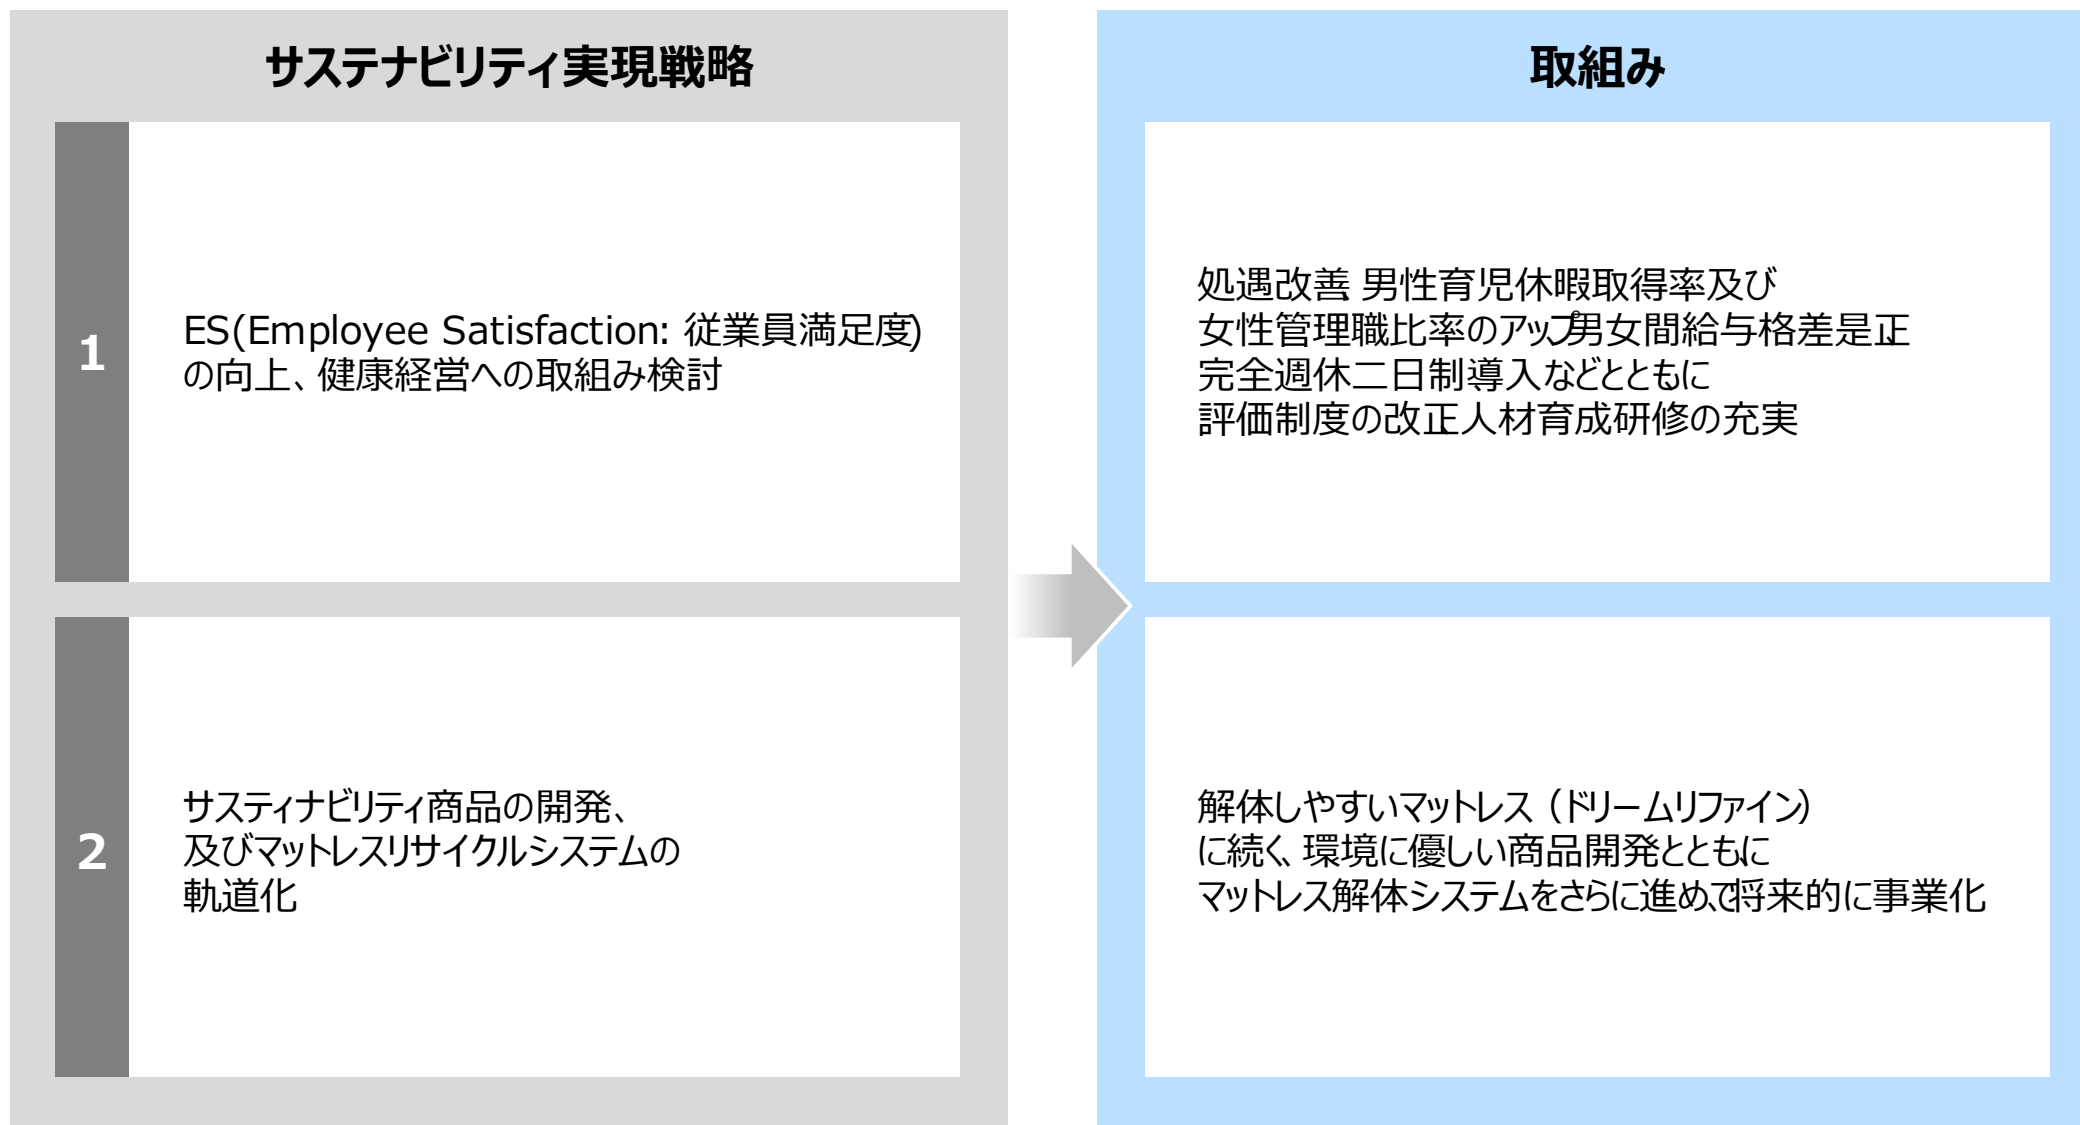 サステナビリティ実現戦略
1
ES(Employee Satisfaction: 従業員満足度)
の向上、健康経営への取組み検討
2
サスティナビリティ商品の開発、
及びマットレスリサイクルシステムの
軌道化
取組み
処遇改善、男性育児休暇取得率及び
女性管理職比率のアップ、男女間給与格差是正
完全週休二日制導入などとともに
評価制度の改正、人材育成研修の充実
解体しやすいマットレス（ドリームリファイン）
に続く、環境に優しい商品開発とともに
マットレス解体システムをさらに進めて、将来的に事業化